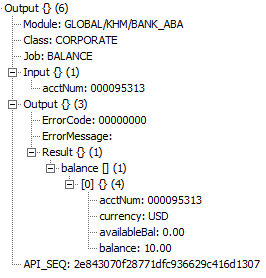 Output {} (6)
Module: GLOBAL/KHM/BANK_ABA
Class: CORPORATE
Job: BALANCE
Input {} (1)
acctNum: 000095313
Output {} (3)
ErrorCode: 00000000
ErrorMessage:
Result {} (1)
balance [] (1)
[0] {} (4)
acctNum: 000095313
currency: USD
availableBal: 0.00
balance: 10.00
API_SEQ: 2e843070f28771dfc936629c416d1307